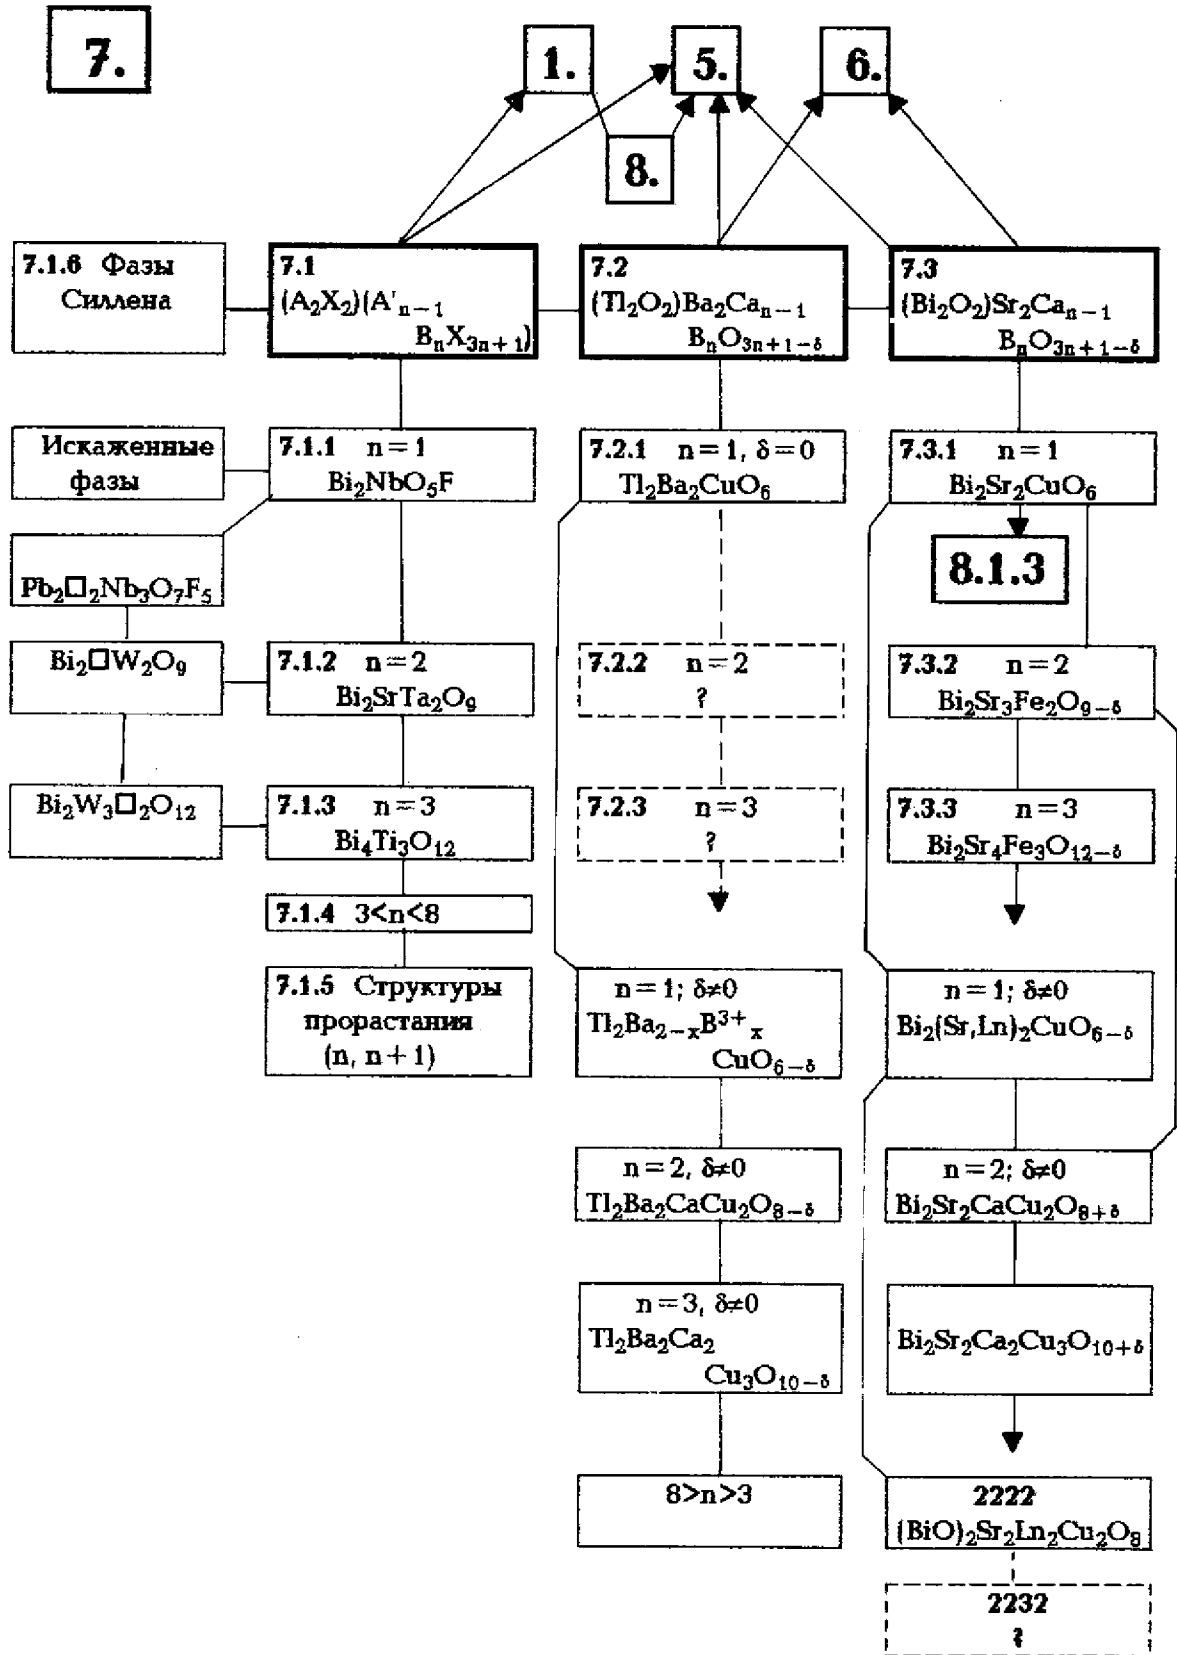 7.
1.
5.
6.
8.
7.1.6 Фазы
Силлена
7.1
(A₂X₂)(A'ₙ₋₁
BₙX₃ₙ₊₁)
7.2
(Tl₂O₂)Ba₂Caₙ₋₁
BₙO₃ₙ₊₁₋δ
7.3
(Bi₂O₂)Sr₂Caₙ₋₁
BₙO₃ₙ₊₁₋δ
Искаженные
фазы
7.1.1 n=1
Bi₂NbO₅F
7.2.1 n=1, δ=0
Tl₂Ba₂CuO₆
7.3.1 n=1
Bi₂Sr₂CuO₆
8.1.3
Pb₂□₂Nb₃O₇F₅
Bi₂□W₂O₉
7.1.2 n=2
Bi₂SrTa₂O₉
7.2.2 n=2
?
7.3.2 n=2
Bi₂Sr₃Fe₂O₉₋δ
Bi₂W₃□₂O₁₂
7.1.3 n=3
Bi₄Ti₃O₁₂
7.2.3 n=3
?
7.3.3 n=3
Bi₂Sr₄Fe₃O₁₂₋δ
7.1.4 3<n<8
7.1.5 Структуры
прорастания
(n, n+1)
n=1; δ≠0
Tl₂Ba₂₋ₓB³⁺ₓ
CuO₆₋δ
n=1; δ≠0
Bi₂(Sr,Ln)₂CuO₆₋δ
n=2, δ≠0
Tl₂Ba₂CaCu₂O₈₋δ
n=2; δ≠0
Bi₂Sr₂CaCu₂O₈₊δ
n=3, δ≠0
Tl₂Ba₂Ca₂
Cu₃O₁₀₋δ
Bi₂Sr₂Ca₂Cu₃O₁₀₊δ
8>n>3
2222
(BiO)₂Sr₂Ln₂Cu₂O₈
2232
?